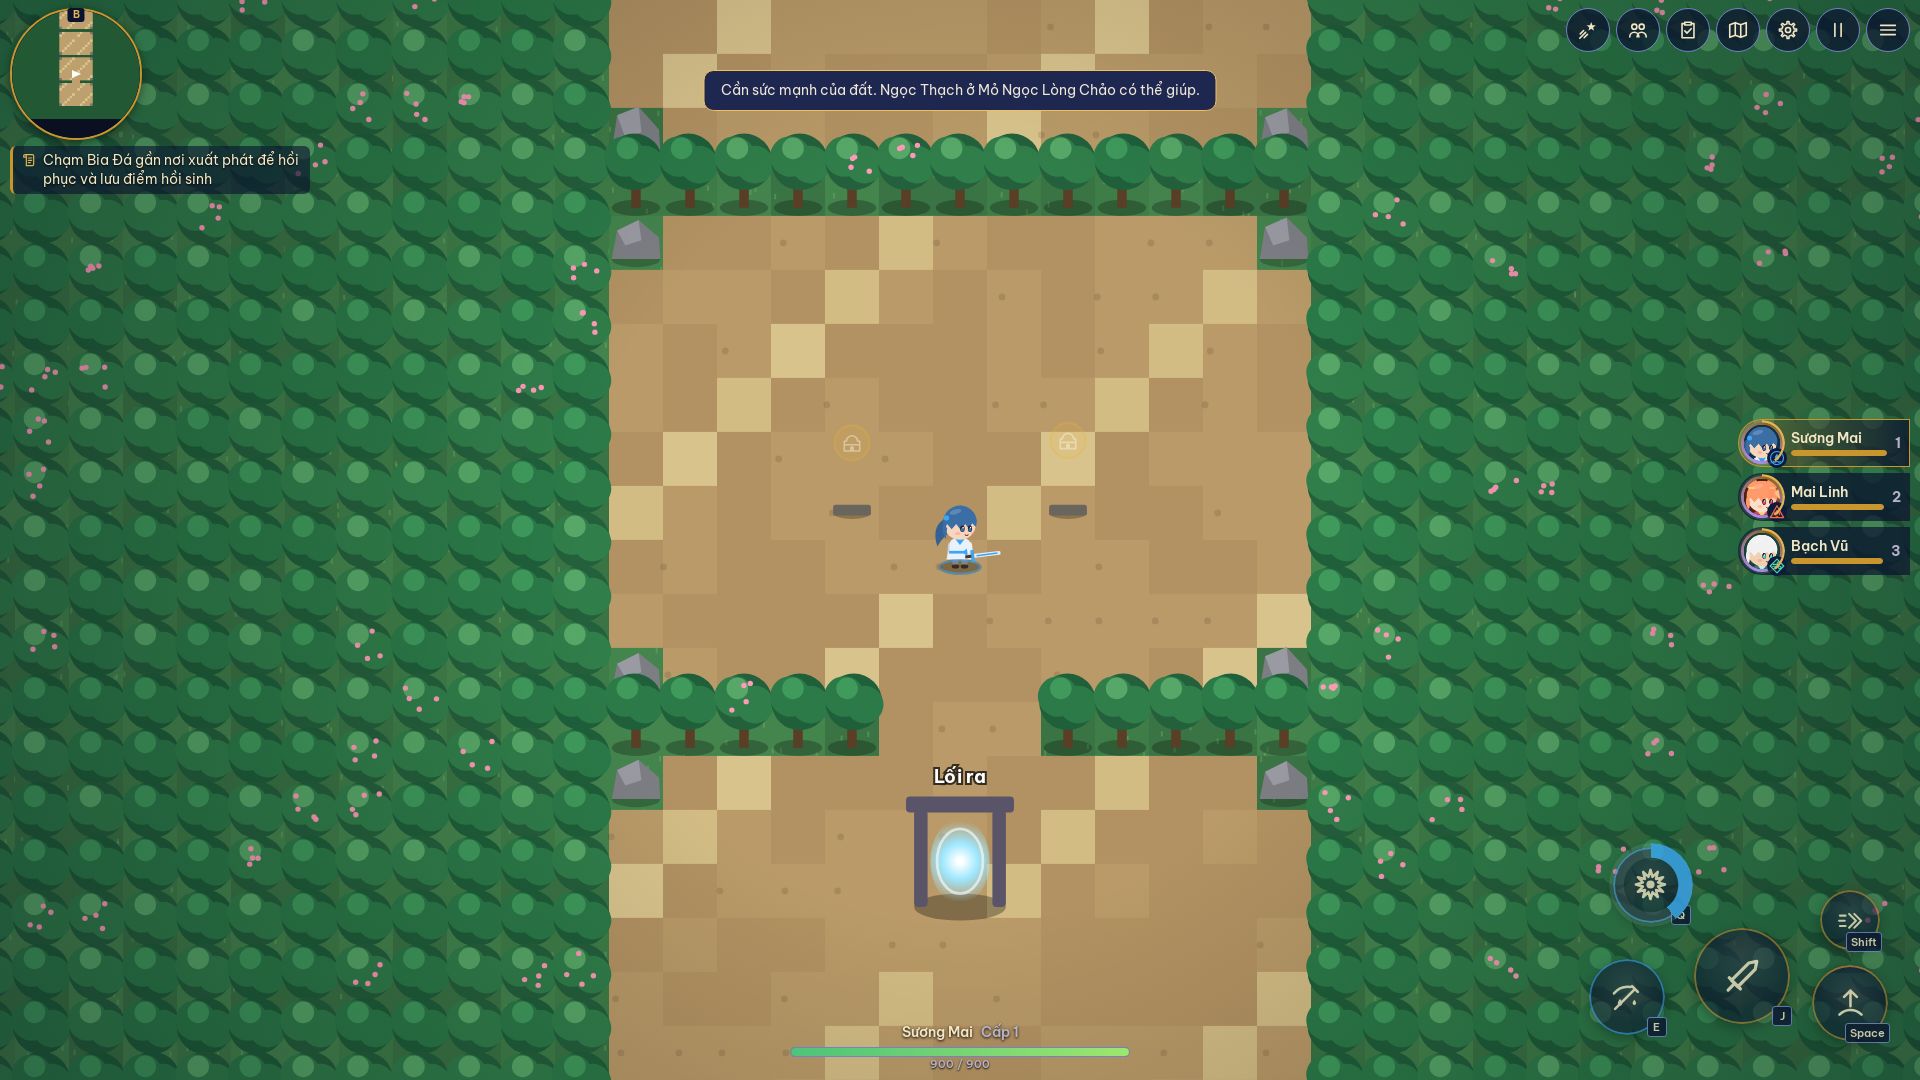 B
Cần sức mạnh của đất. Ngọc Thạch ở Mỏ Ngọc Lòng Chảo có thể giúp.
Chạm Bia Đá gần nơi xuất phát để hồi
phục và lưu điểm hồi sinh
Sương Mai 1
Mai Linh 2
Bạch Vũ 3
Lối ra
Shift
E
J
Space
Sương Mai Cấp 1
900 / 900